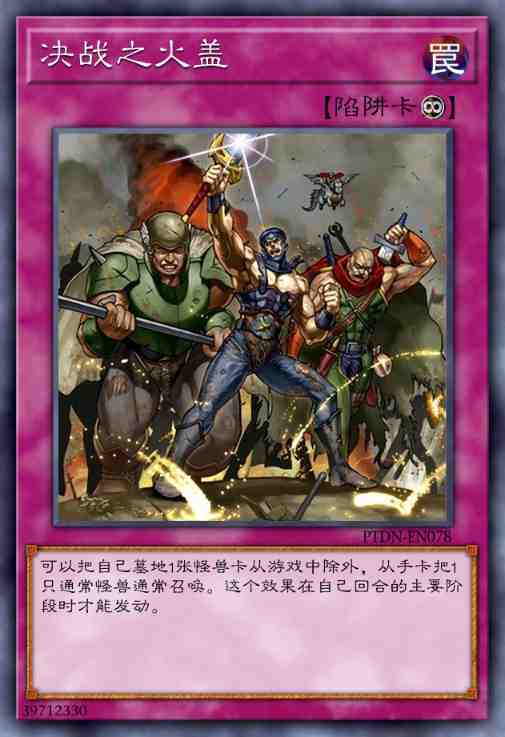 决战之火盖
罠
【陷阱卡】
PTDN-EN078
可以把自己墓地1张怪兽卡从游戏中除外，从手卡把1
只通常怪兽通常召唤。这个效果在自己回合的主要阶
段时才能发动。
39712330